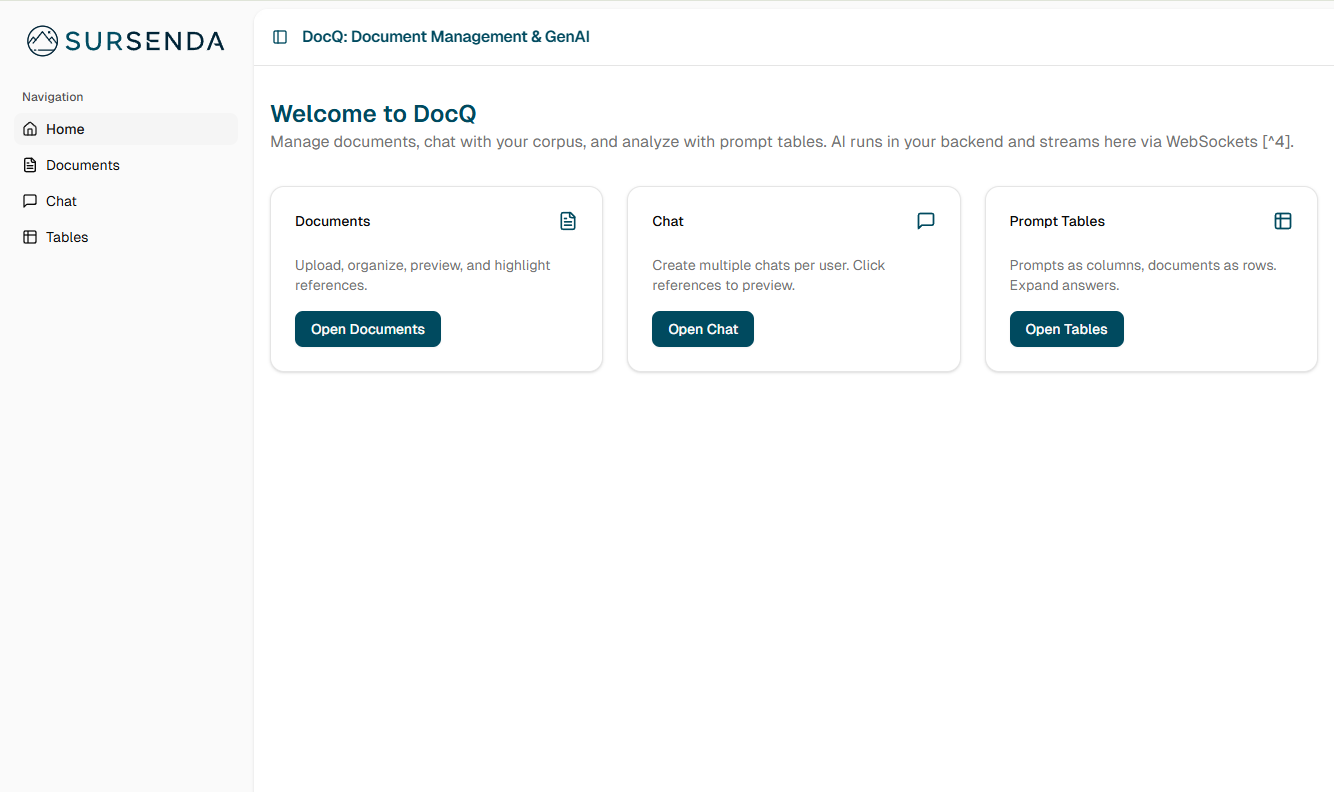 SURSENDA
DocQ: Document Management & GenAI
Navigation
Home
Documents
Chat
Tables
Welcome to DocQ
Manage documents, chat with your corpus, and analyze with prompt tables. AI runs in your backend and streams here via WebSockets [^4].
Documents
Upload, organize, preview, and highlight
references.
Open Documents
Chat
Create multiple chats per user. Click
references to preview.
Open Chat
Prompt Tables
Prompts as columns, documents as rows.
Expand answers.
Open Tables